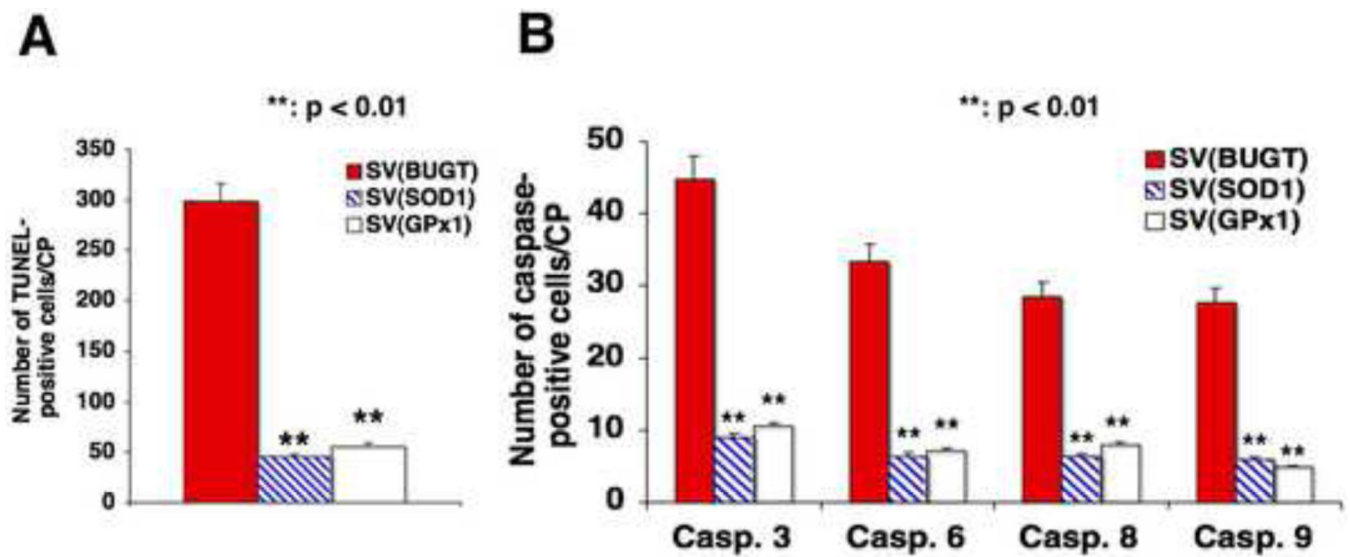 A
**: p < 0.01
Number of TUNEL-
positive cells/CP
350
300
250
200
150
100
50
0
SV(BUGT)
SV(SOD1)
SV(GPx1)
**
**
B
**: p < 0.01
Number of caspase-
positive cells/CP
50
40
30
20
10
0
SV(BUGT)
SV(SOD1)
SV(GPx1)
** **
** **
** **
** **
Casp. 3 Casp. 6 Casp. 8 Casp. 9